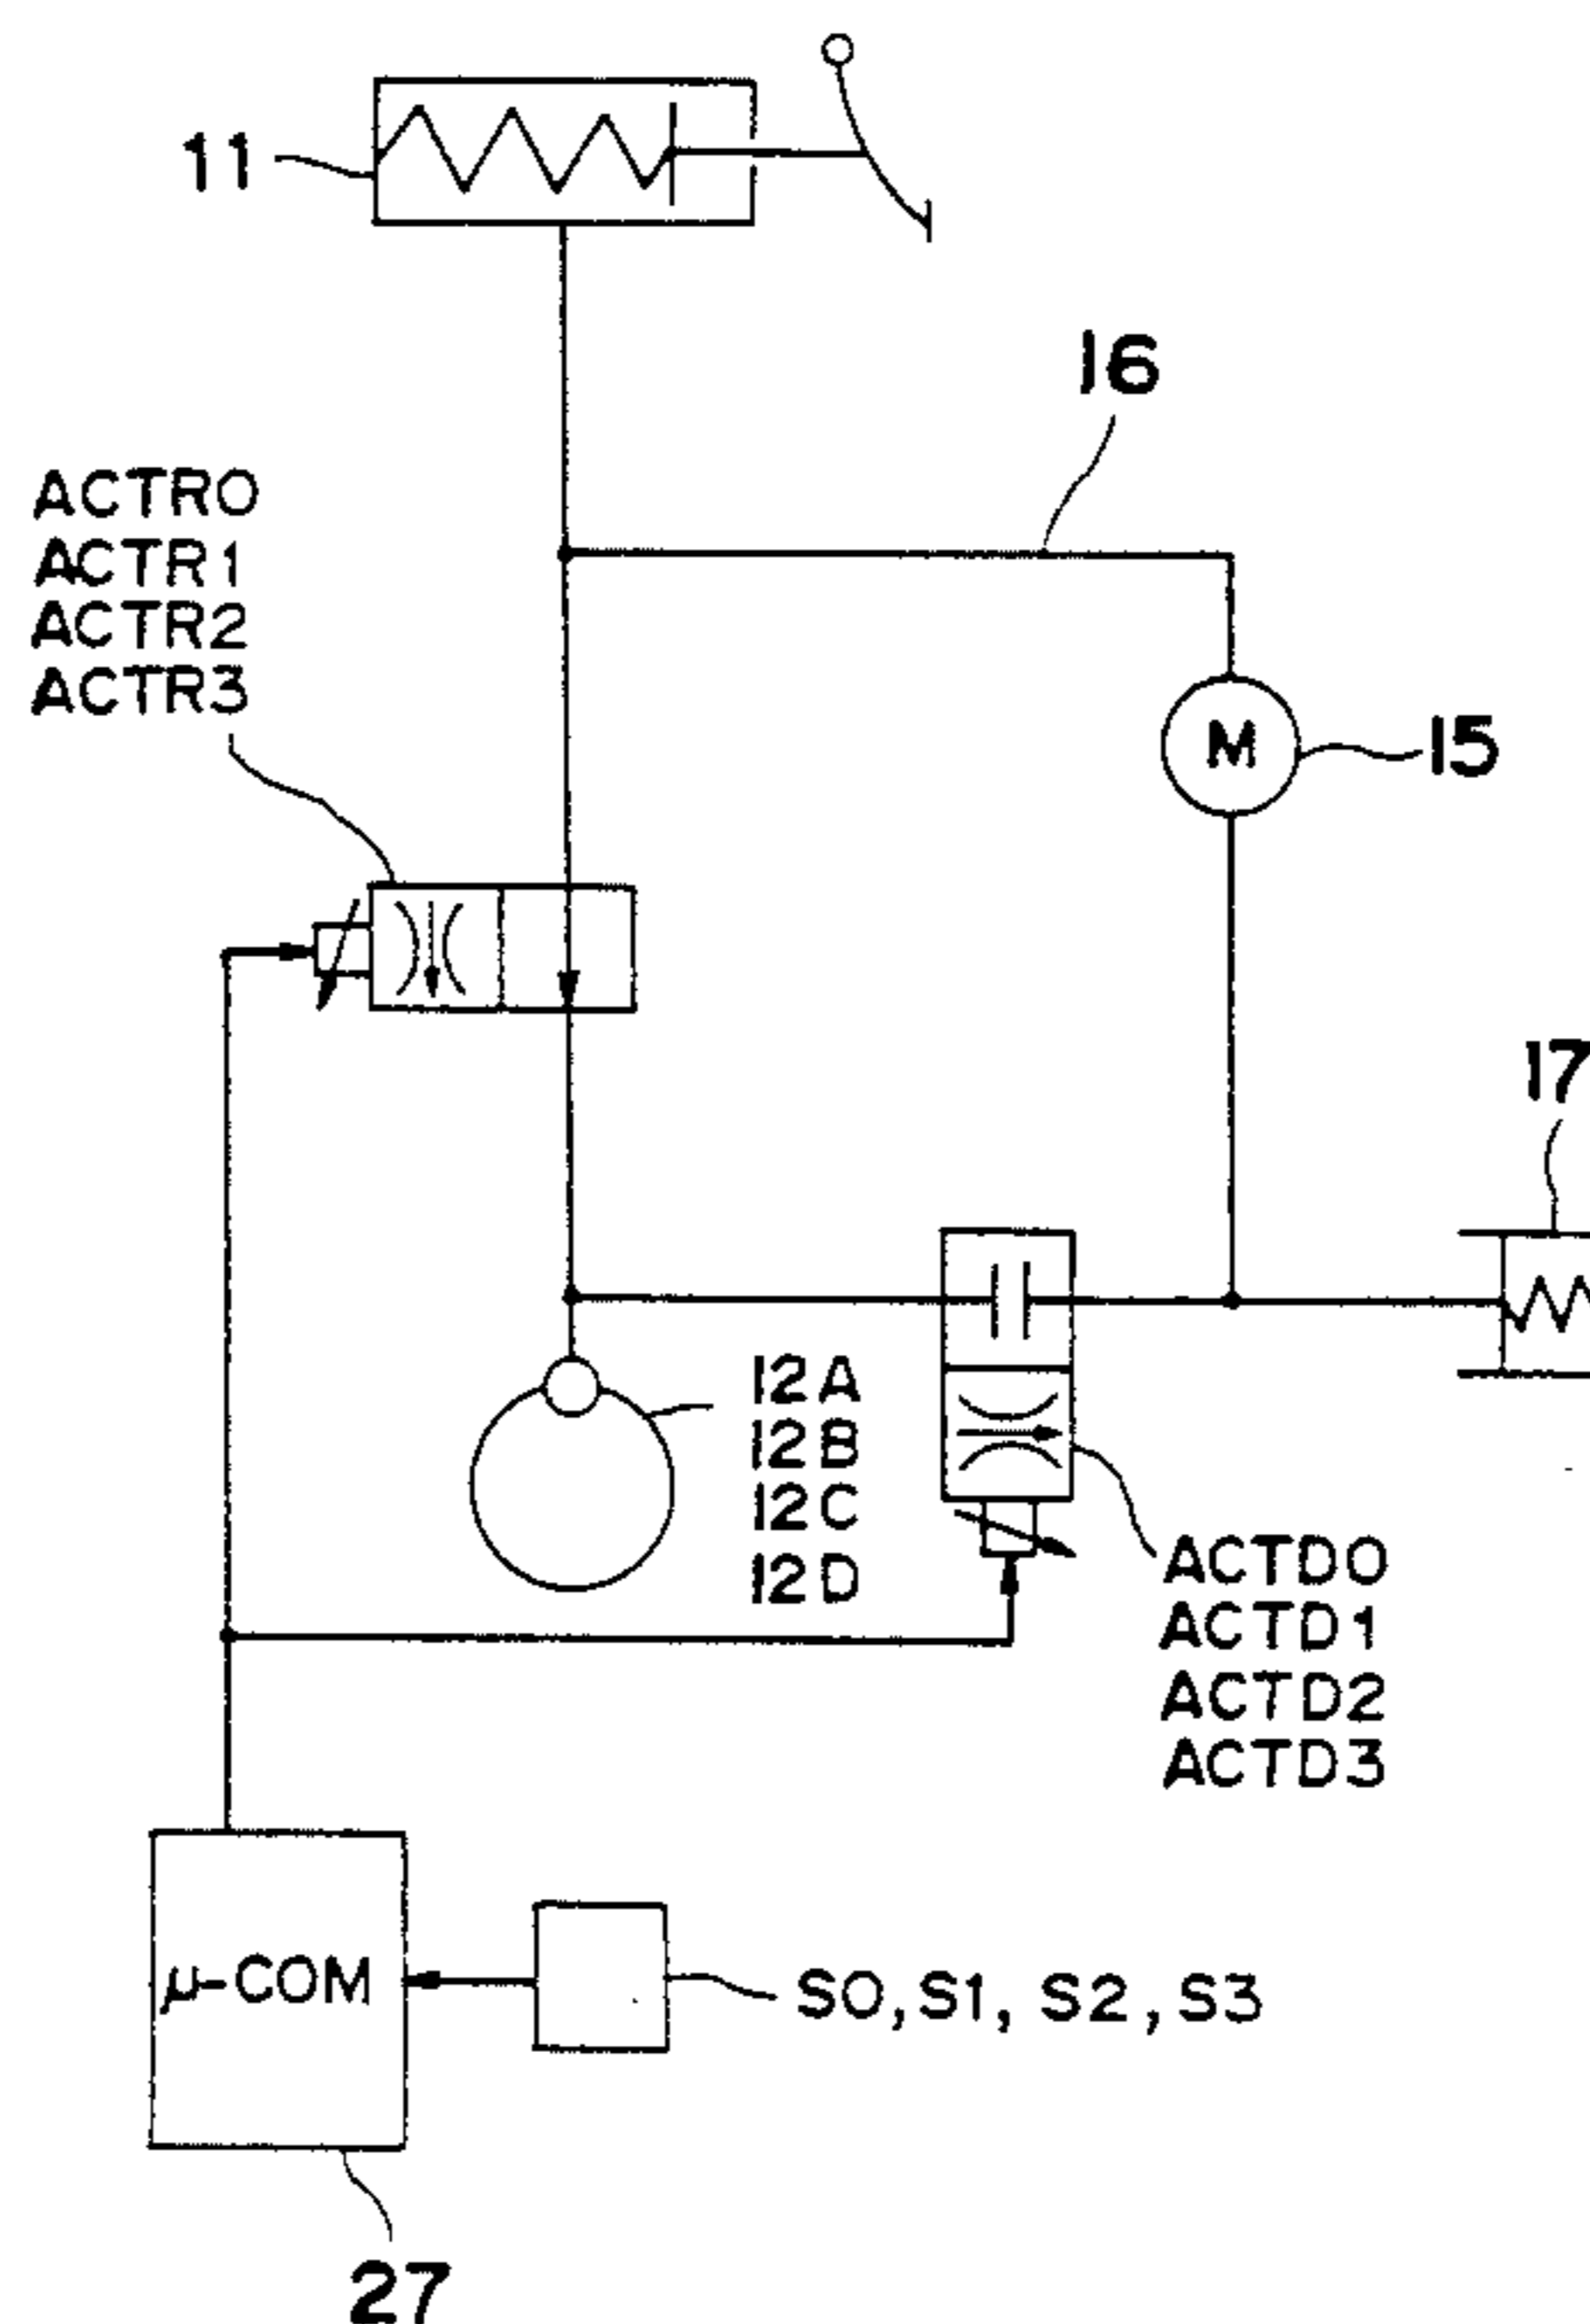 11
16
ACTR0
ACTR1
ACTR2
ACTR3
M
15
17
12A
12B
12C
12D
ACTD0
ACTD1
ACTD2
ACTD3
μ-COM
S0, S1, S2, S3
27